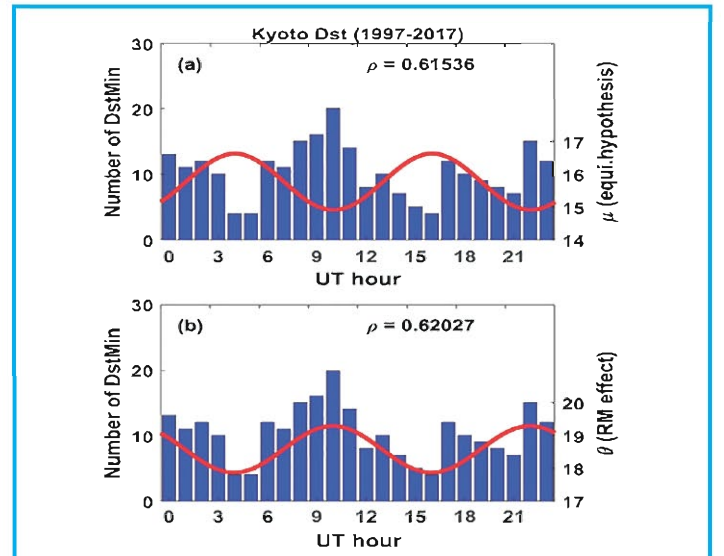 Kyoto Dst (1997-2017)
(a)
ρ = 0.61536
30
20
10
0
Number of DstMin
17
16
15
14
μ (equi.hypothesis)
0 3 6 9 12 15 18 21
UT hour
(b)
ρ = 0.62027
30
20
10
0
Number of DstMin
20
19
18
17
θ (RM effect)
0 3 6 9 12 15 18 21
UT hour